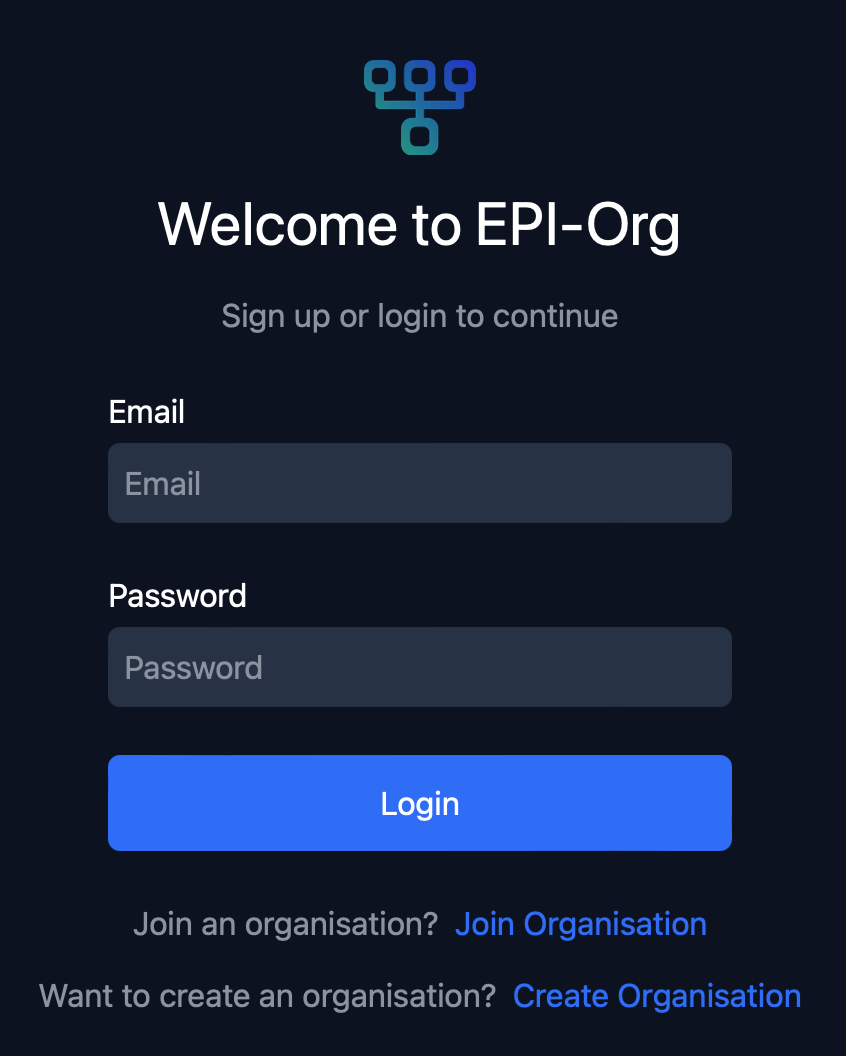 Welcome to EPI-Org
Sign up or login to continue
Email
Email
Password
Password
Login
Join an organisation? Join Organisation
Want to create an organisation? Create Organisation